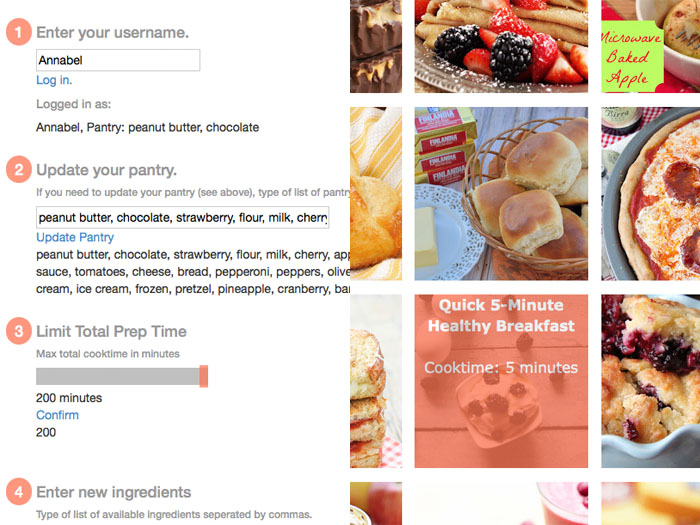 1 Enter your username.
Annabel
Log in.
Logged in as:
Annabel, Pantry: peanut butter, chocolate
2 Update your pantry.
If you need to update your pantry (see above), type of list of pantry
peanut butter, chocolate, strawberry, flour, milk, cherry,
Update Pantry
peanut butter, chocolate, strawberry, flour, milk, cherry, app
sauce, tomatoes, cheese, bread, pepperoni, peppers, olive
cream, ice cream, frozen, pretzel, pineapple, cranberry, ban
3 Limit Total Prep Time
Max total cooktime in minutes
200 minutes
Confirm
200
4 Enter new ingredients
Type of list of available ingredients seperated by commas.
Microwave
Baked
Apple
FINLANDIA
FINLANDIA
FINLANDIA
Birra
Quick 5-Minute
Healthy Breakfast
Cooktime: 5 minutes